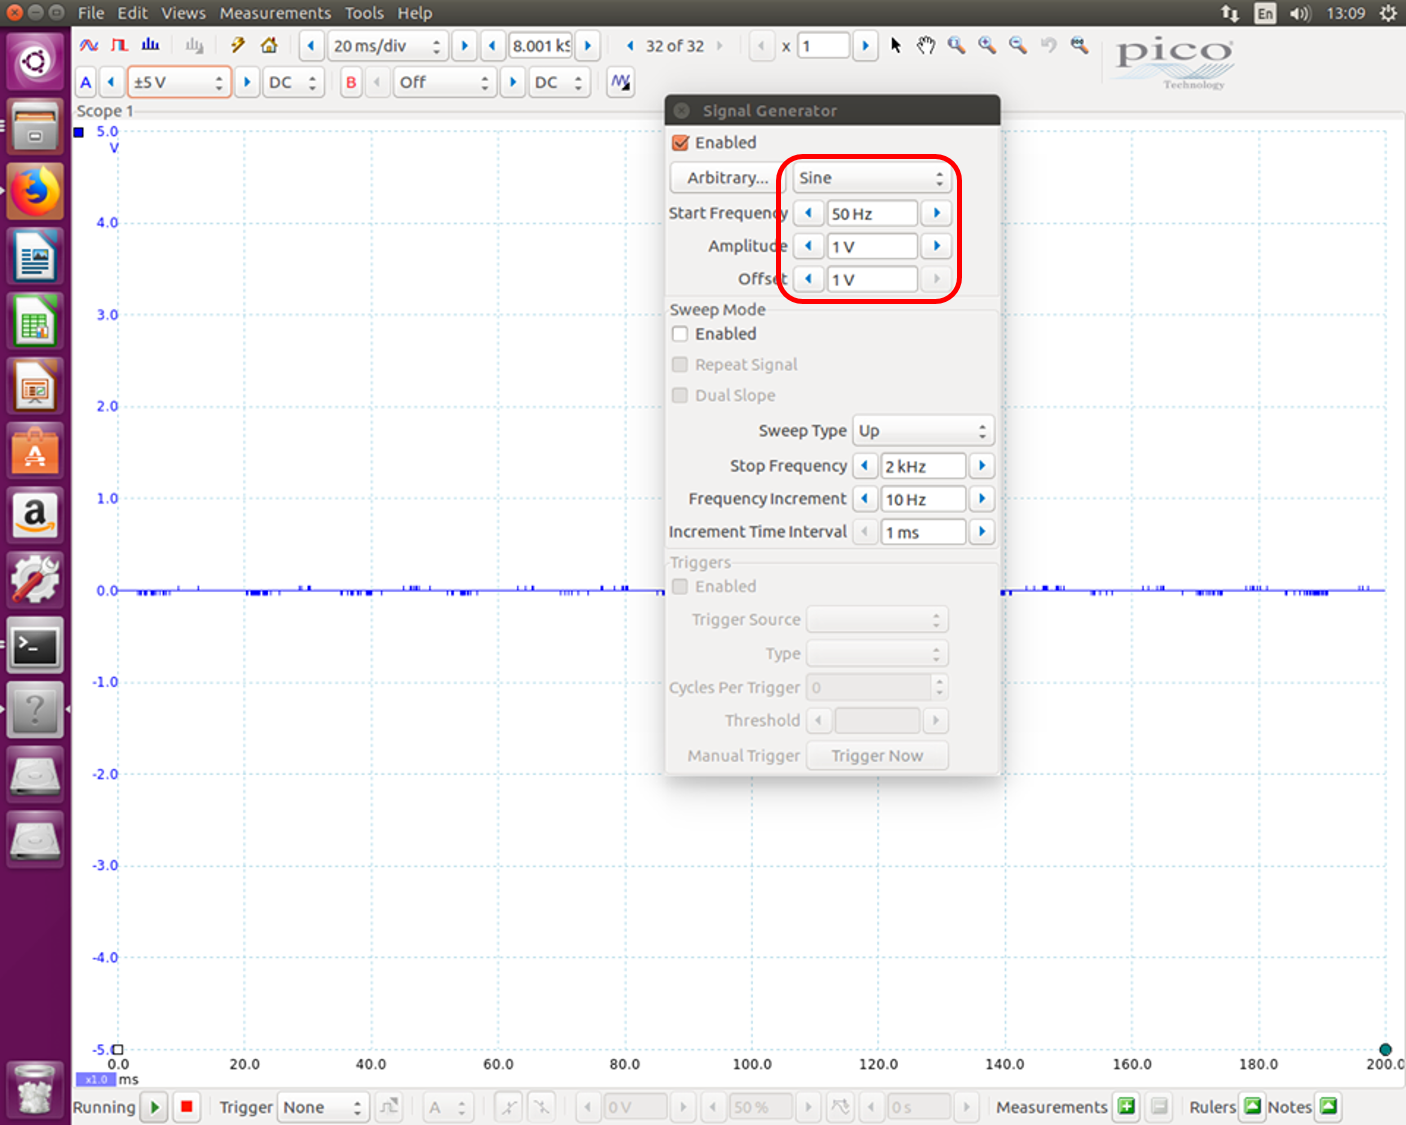 File Edit Views Measurements Tools Help
En 13:09
20 ms/div 8.001 kS 32 of 32 x 1
pico
Technology
A ±5 V DC B Off DC
Scope 1
Signal Generator
Enabled
Arbitrary... Sine
Start Frequency 50 Hz
Amplitude 1 V
Offset 1 V
Sweep Mode
Enabled
Repeat Signal
Dual Slope
Sweep Type Up
Stop Frequency 2 kHz
Frequency Increment 10 Hz
Increment Time Interval 1 ms
Triggers
Enabled
Trigger Source
Type
Cycles Per Trigger 0
Threshold
Manual Trigger Trigger Now
5.0
V
4.0
3.0
2.0
1.0
0.0
-1.0
-2.0
-3.0
-4.0
-5.0
0.0 20.0 40.0 60.0 80.0 100.0 120.0 140.0 160.0 180.0 200.0
x1.0 ms
Running Trigger None A 0 V 50 % 0 s Measurements Rulers Notes